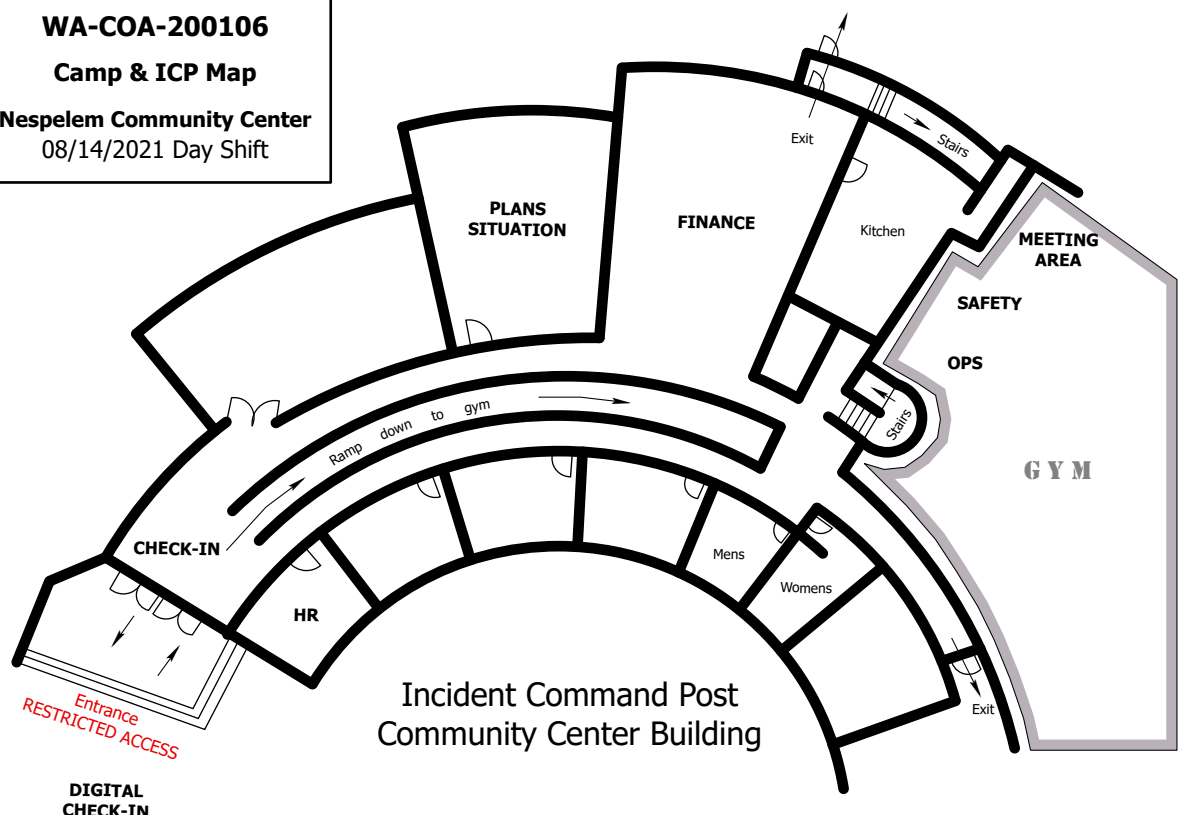 WA-COA-200106
Camp & ICP Map
Nespelem Community Center
08/14/2021 Day Shift
Exit
Stairs
PLANS
SITUATION
FINANCE
Kitchen
MEETING
AREA
SAFETY
OPS
Stairs
GYM
Ramp down to gym
CHECK-IN
HR
Mens
Womens
Exit
Entrance
RESTRICTED ACCESS
Incident Command Post
Community Center Building
DIGITAL
CHECK-IN